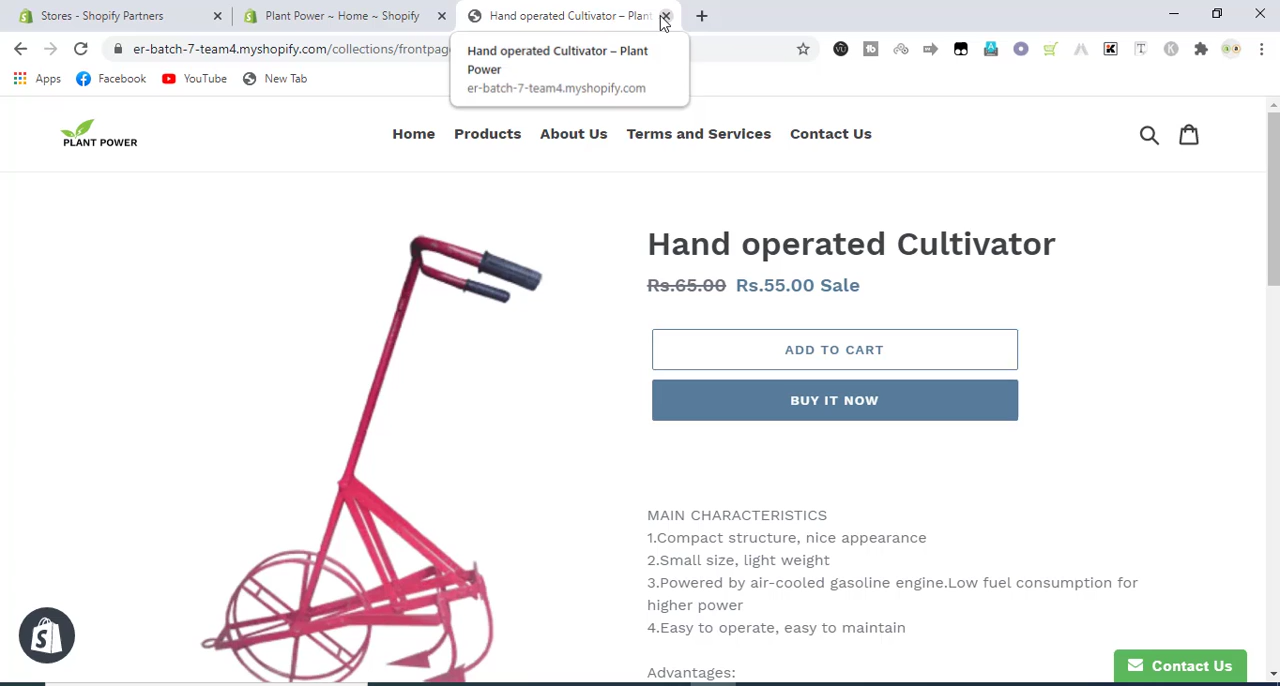 Stores - Shopify Partners
Plant Power ~ Home ~ Shopify
Hand operated Cultivator – Plant
er-batch-7-team4.myshopify.com/collections/frontpag
Hand operated Cultivator – Plant
Power
er-batch-7-team4.myshopify.com
Apps
Facebook
YouTube
New Tab
PLANT POWER
Home
Products
About Us
Terms and Services
Contact Us
Hand operated Cultivator
Rs.65.00 Rs.55.00 Sale
ADD TO CART
BUY IT NOW
MAIN CHARACTERISTICS
1.Compact structure, nice appearance
2.Small size, light weight
3.Powered by air-cooled gasoline engine.Low fuel consumption for
higher power
4.Easy to operate, easy to maintain
Advantages:
Contact Us